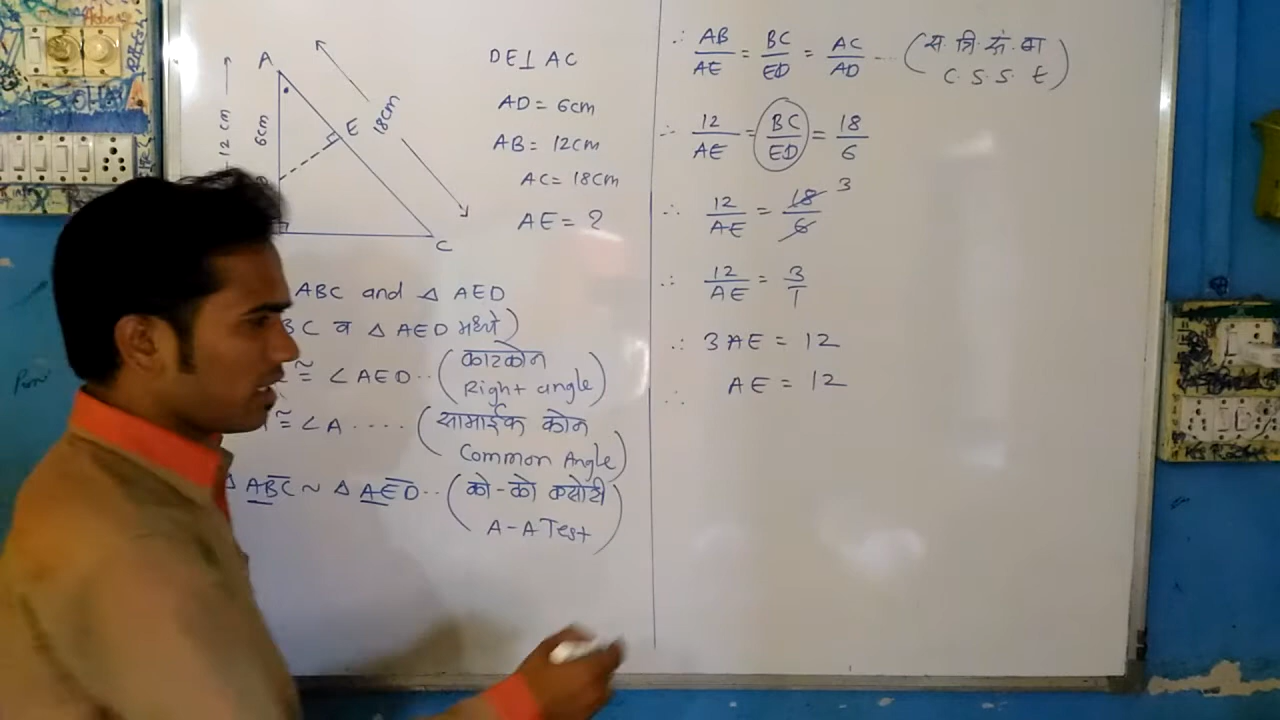 A
E
C
12 cm
6cm
18cm
DE⊥ AC
AD = 6cm
AB = 12cm
AC = 18cm
AE = ?
ABC and △ AED
BC व △ AED मध्ये)
≅ ∠AED .. (काटकोन
Right angle)
≅ ∠A ..... (सामाईक कोन
Common Angle)
△ ABC ~ △ AED .. (को-को कसोटी
A-A Test)
∴ AB/AE = BC/ED = AC/AD ... (स. त्रि. सं. बा
C. S. S. T)
∴ 12/AE = BC/ED = 18/6
∴ 12/AE = 18/6 3
∴ 12/AE = 3/1
∴ 3AE = 12
∴ AE = 12